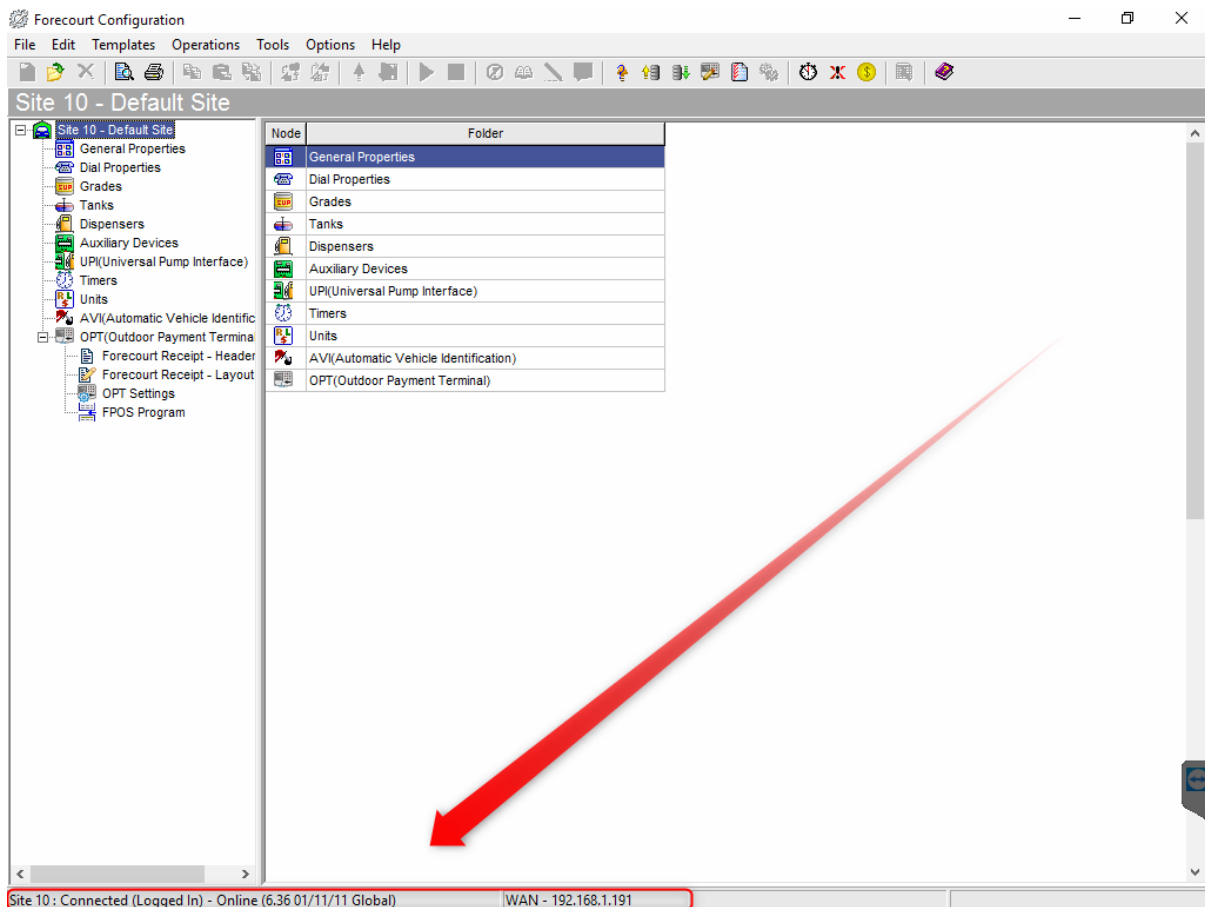 Forecourt Configuration
File Edit Templates Operations Tools Options Help
Site 10 - Default Site
Site 10 - Default Site
General Properties
Dial Properties
Grades
Tanks
Dispensers
Auxiliary Devices
UPI(Universal Pump Interface)
Timers
Units
AVI(Automatic Vehicle Identific
OPT(Outdoor Payment Termina
Forecourt Receipt - Header
Forecourt Receipt - Layout
OPT Settings
FPOS Program
Node Folder
General Properties
Dial Properties
Grades
Tanks
Dispensers
Auxiliary Devices
UPI(Universal Pump Interface)
Timers
Units
AVI(Automatic Vehicle Identification)
OPT(Outdoor Payment Terminal)
Site 10 : Connected (Logged In) - Online (6.36 01/11/11 Global) WAN - 192.168.1.191